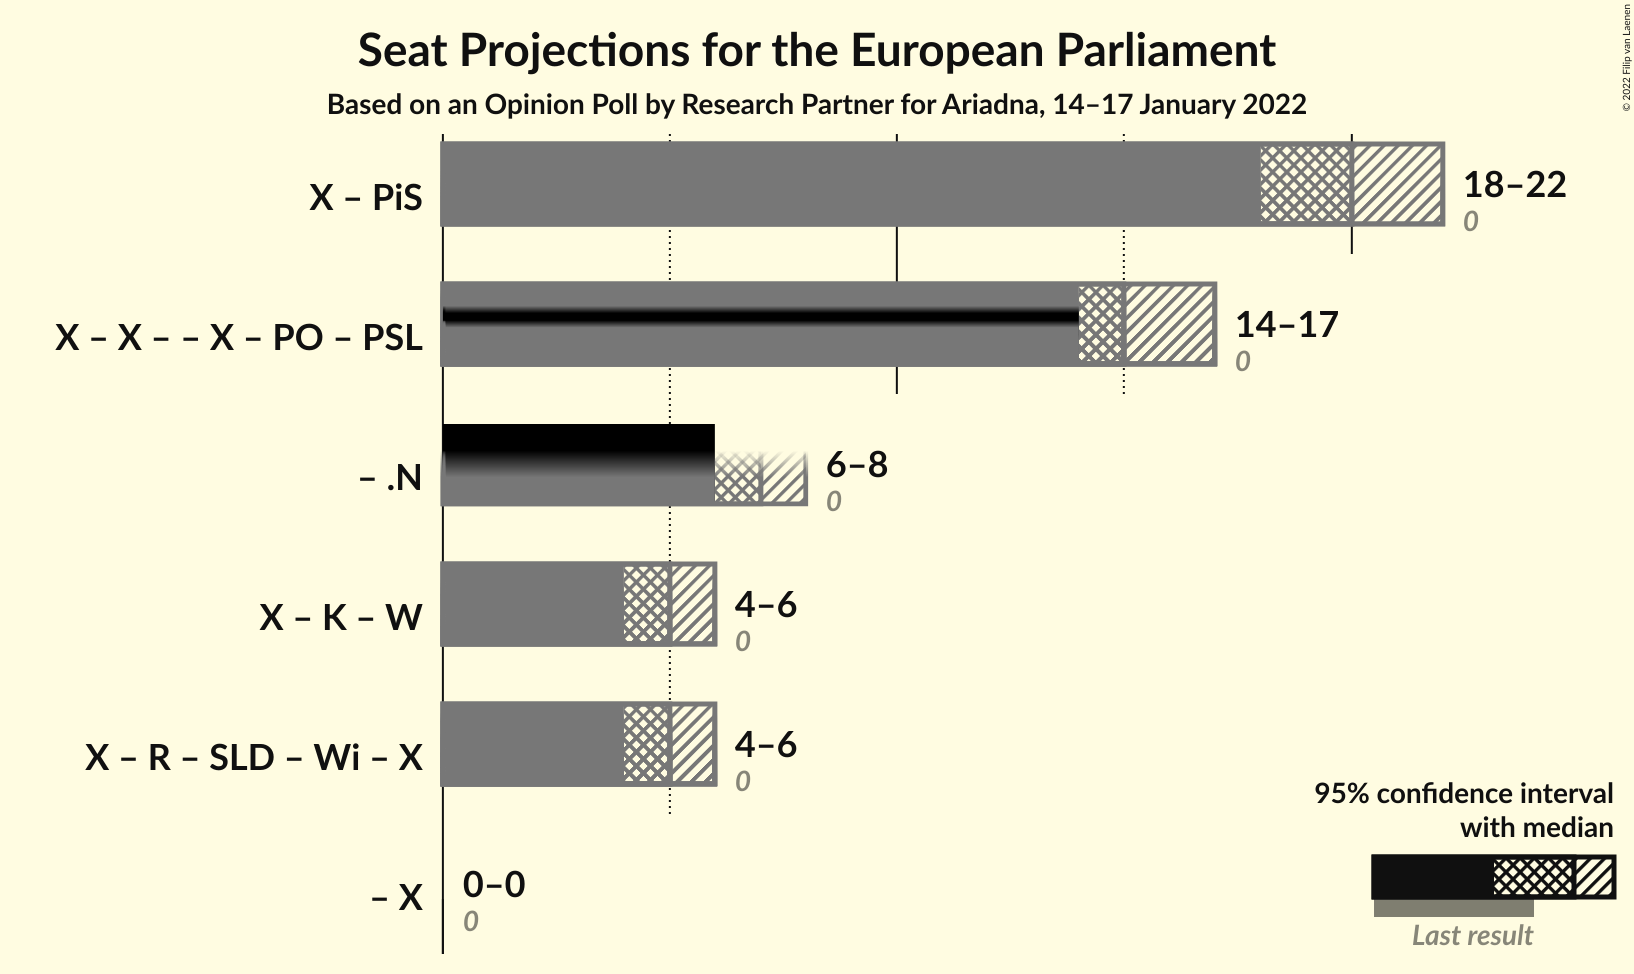 Seat Projections for the European Parliament
Based on an Opinion Poll by Research Partner for Ariadna, 14–17 January 2022
© 2022 Filip van Laenen
X – PiS
18–22
0
X – X – – X – PO – PSL
14–17
0
– .N
6–8
0
X – K – W
4–6
0
X – R – SLD – Wi – X
4–6
0
– X
0–0
0
95% confidence interval
with median
Last result